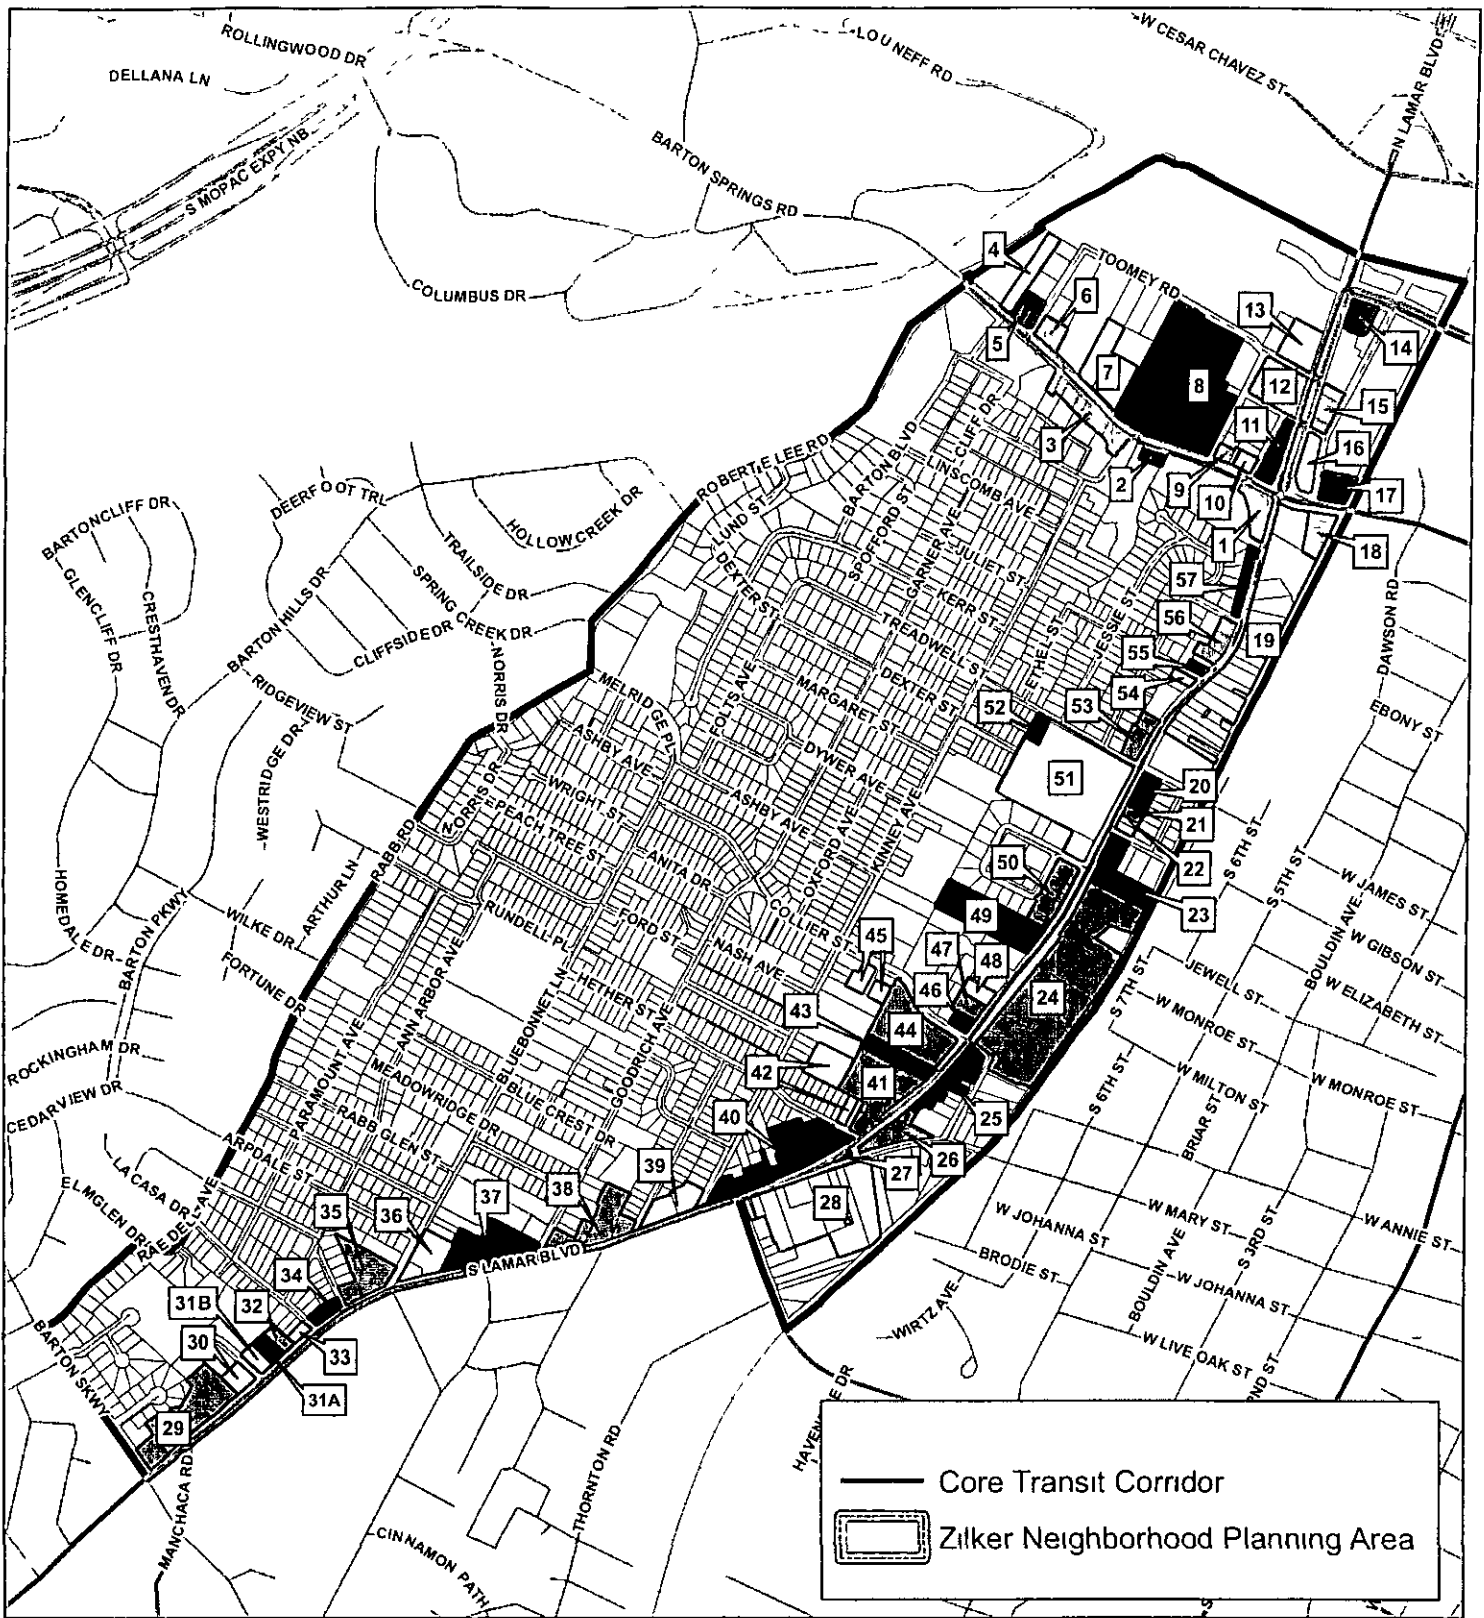 ROLLINGWOOD DR
DELLANA LN
LOU NEFF RD
W CESAR CHAVEZ ST
N LAMAR BLVD
S MOPAC EXPY NB
BARTON SPRINGS RD
COLUMBUS DR
TOOMEY RD
4
6
5
13
14
7
8
12
15
11
3
16
2
9
10
17
1
18
ROBERT E LEE RD
BARTON BLVD
CLIFF DR
LINSCOMB AVE
LUND ST
SPOFFORD ST
GARNER AVE
JULIET ST
DEXTER ST
KERR ST
TREADWELL ST
JESSIE ST
ETHEL ST
57
56
19
55
54
DAWSON RD
BARTONCLIFF DR
DEERFOOT TRL
HOLLOW CREEK DR
TRAILSIDE DR
GLENCLIFF DR
CRESTHAVEN DR
BARTON HILLS DR
SPRING CREEK DR
CLIFFSIDE DR
NORRIS DR
RIDGEVIEW ST
WESTRIDGE DR
MELRIDGE PL
FOLTS AVE
MARGARET ST
DEXTER ST
52
53
EBONY ST
ASHBY AVE
DYWER AVE
51
20
21
WRIGHT ST
ASHBY AVE
NORRIS DR
PEACH TREE ST
ANITA DR
OXFORD AVE
KINNEY AVE
50
22
S 6TH ST
S 5TH ST
W JAMES ST
HOMEDALE DR
BARTON PKWY
WILKE DR
ARTHUR LN
RABB RD
RUNDELL PL
FORD ST
COLLIER ST
49
23
BOULDIN AVE
W GIBSON ST
FORTUNE DR
ANN ARBOR AVE
NASH AVE
45
47
48
46
24
S 7TH ST
JEWELL ST
W ELIZABETH ST
W MONROE ST
HETHER ST
BLUEBONNET LN
GOODRICH AVE
43
44
42
41
25
S 6TH ST
W MILTON ST
W MONROE ST
BRIAR ST
ROCKINGHAM DR
CEDARVIEW DR
PARAMOUNT AVE
MEADOWRIDGE DR
BLUE CREST DR
RABB GLEN ST
ARPDALE ST
40
26
27
39
28
LA CASA DR
ELMGLEN DR
RAE DELL AVE
35
36
37
38
W JOHANNA ST
W MARY ST
S 3RD ST
W ANNIE ST
BRODIE ST
BOULDIN AVE
W JOHANNA ST
S LAMAR BLVD
34
31B
32
30
33
31A
29
WIRTZ AVE
W LIVE OAK ST
BARTON SKWY
MANCHACA RD
THORNTON RD
CINNAMON PATH
Core Transit Corridor
Zilker Neighborhood Planning Area